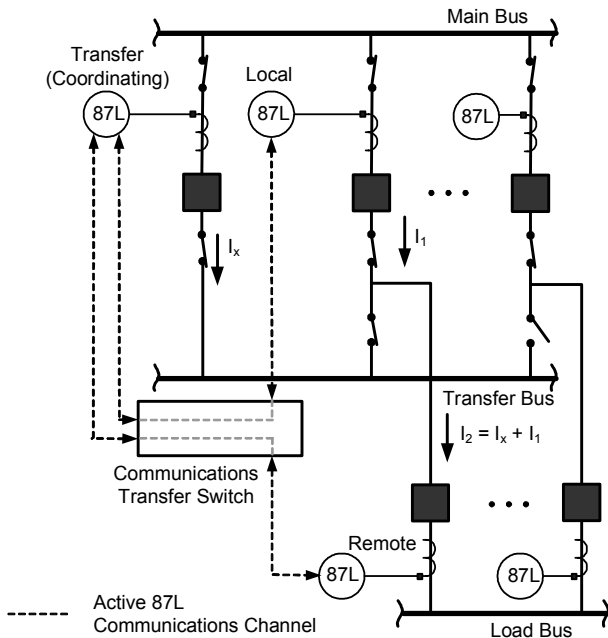 Main Bus
Transfer
(Coordinating)
Local
87L
87L
87L
Ix
I1
Transfer Bus
I2 = Ix + I1
Communications
Transfer Switch
Remote
87L
87L
Active 87L
Communications Channel
Load Bus